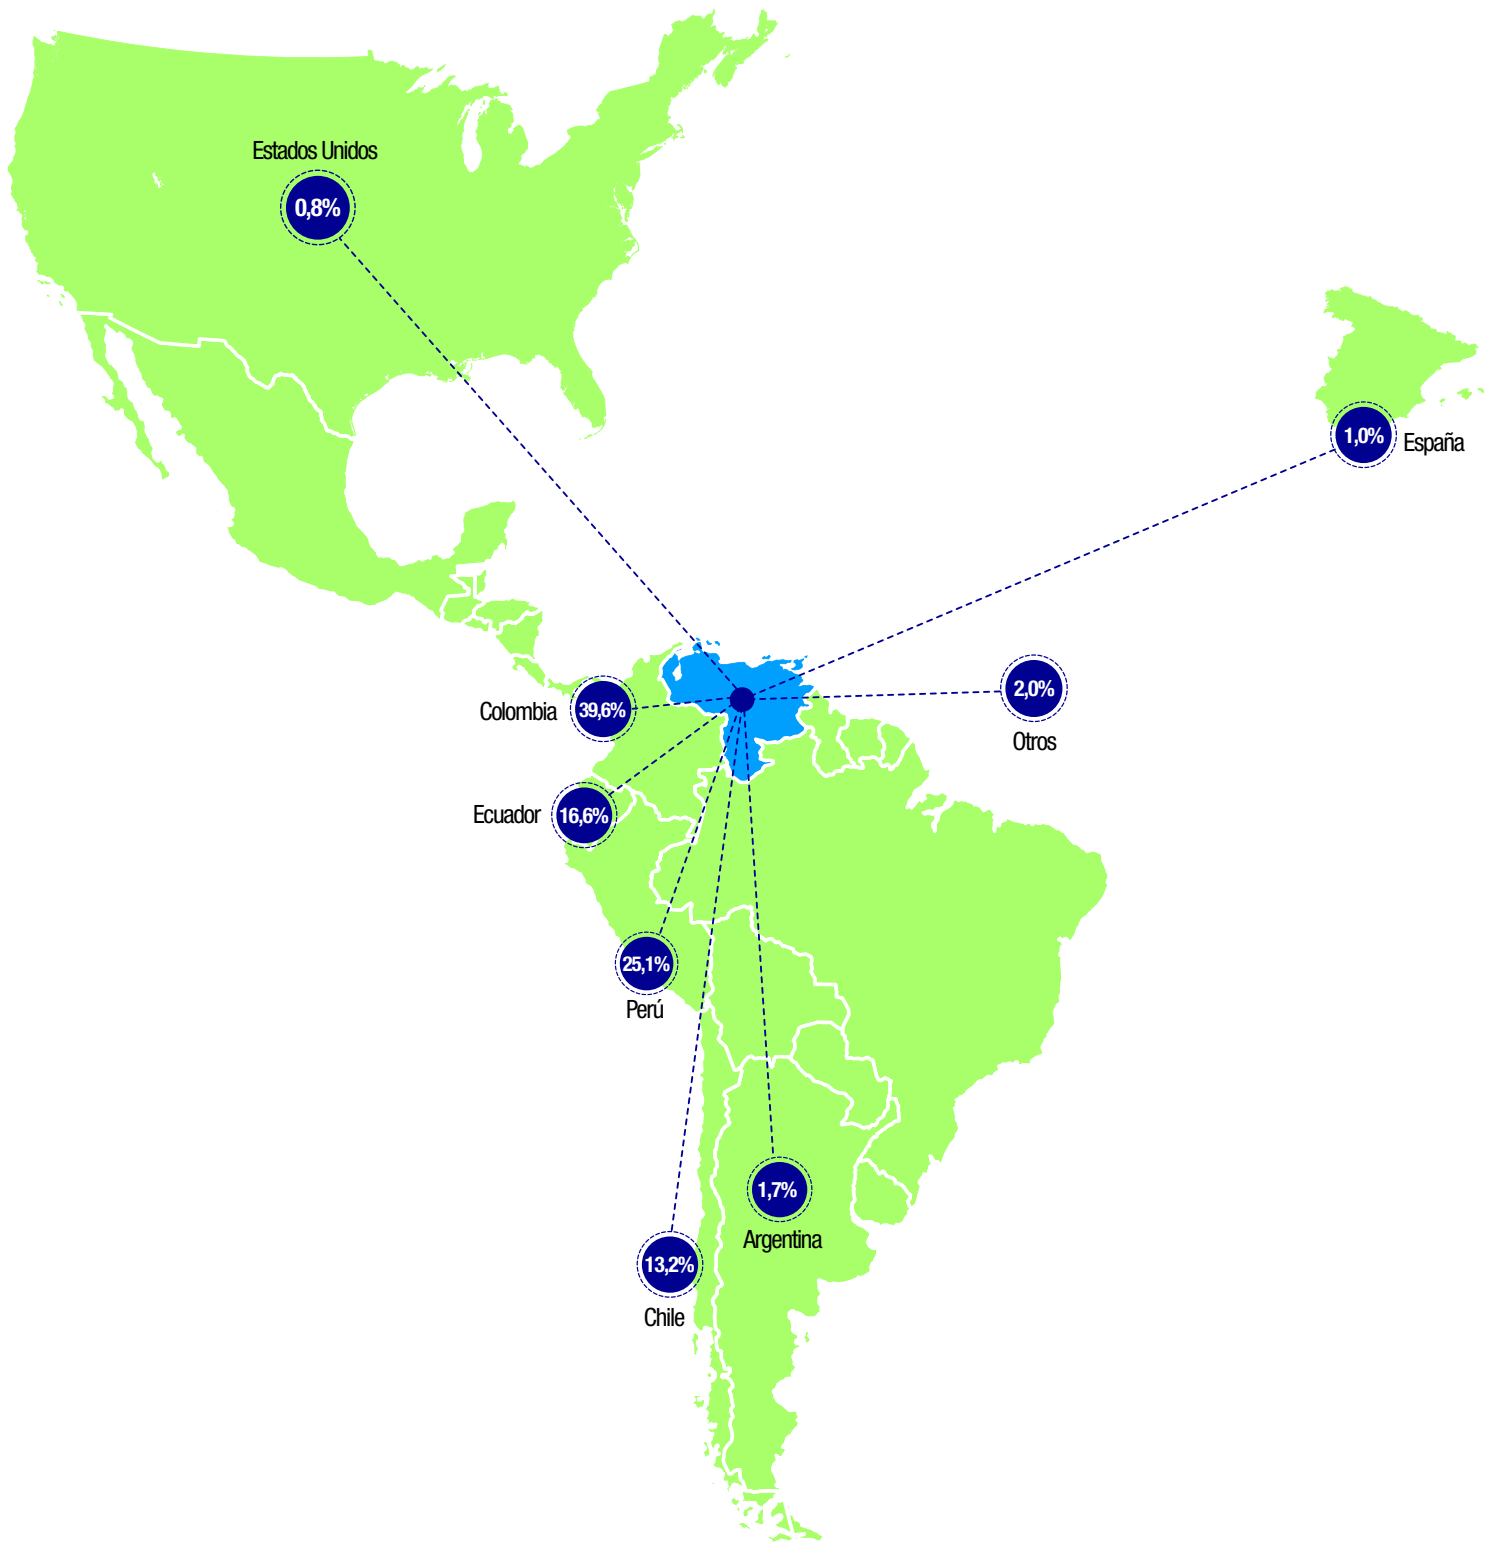 Estados Unidos
0,8%
1,0%
España
2,0%
Otros
Colombia
39,6%
Ecuador
16,6%
25,1%
Perú
1,7%
Argentina
13,2%
Chile